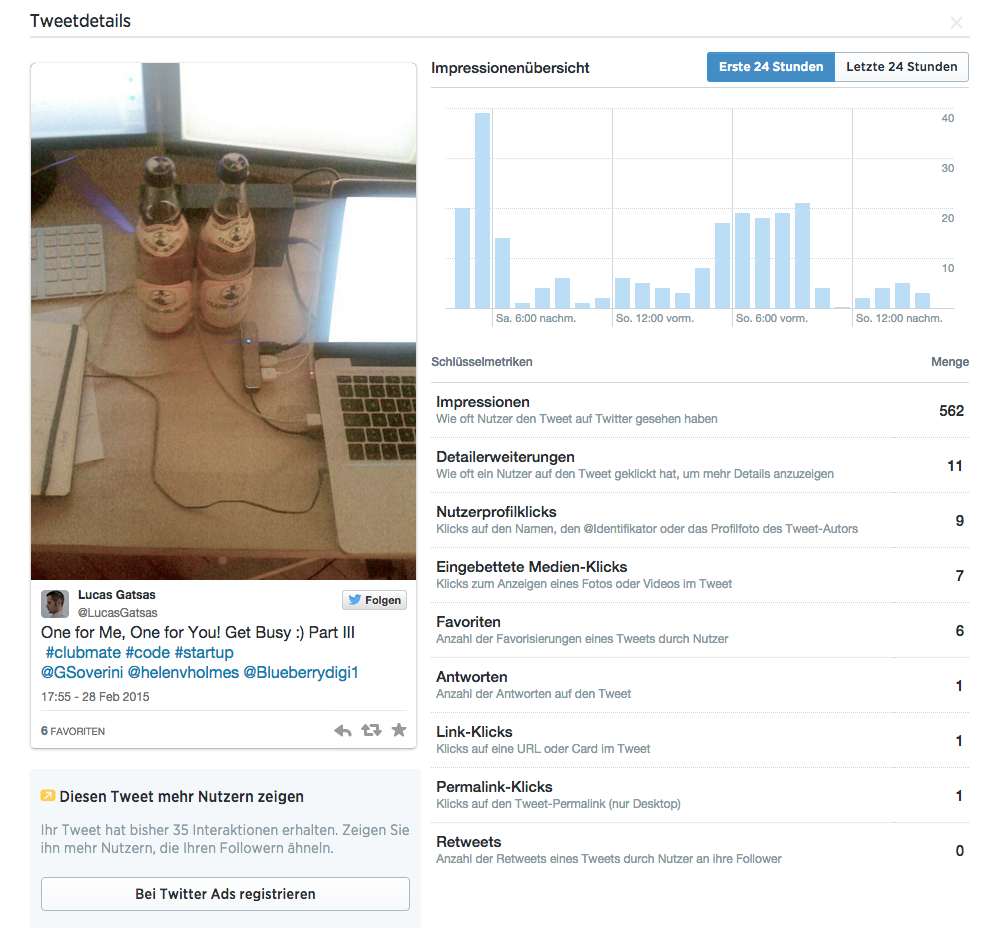 Tweetdetails
Impressionenübersicht
Erste 24 Stunden
Letzte 24 Stunden
40
30
20
10
Sa. 6:00 nachm.
So. 12:00 vorm.
So. 6:00 vorm.
So. 12:00 nachm.
Schlüsselmetriken
Menge
Impressionen
562
Wie oft Nutzer den Tweet auf Twitter gesehen haben
Detailerweiterungen
11
Wie oft ein Nutzer auf den Tweet geklickt hat, um mehr Details anzuzeigen
Nutzerprofilklicks
9
Klicks auf den Namen, den @Identifikator oder das Profilfoto des Tweet-Autors
Eingebettete Medien-Klicks
7
Klicks zum Anzeigen eines Fotos oder Videos im Tweet
Favoriten
6
Anzahl der Favorisierungen eines Tweets durch Nutzer
Antworten
1
Anzahl der Antworten auf den Tweet
Link-Klicks
1
Klicks auf eine URL oder Card im Tweet
Permalink-Klicks
1
Klicks auf den Tweet-Permalink (nur Desktop)
Retweets
0
Anzahl der Retweets eines Tweets durch Nutzer an ihre Follower
Lucas Gatsas
@LucasGatsas
Folgen
One for Me, One for You! Get Busy :) Part III
#clubmate #code #startup
@GSoverini @helenvholmes @Blueberrydigi1
17:55 - 28 Feb 2015
6 FAVORITEN
Diesen Tweet mehr Nutzern zeigen
Ihr Tweet hat bisher 35 Interaktionen erhalten. Zeigen Sie
ihn mehr Nutzern, die Ihren Followern ähneln.
Bei Twitter Ads registrieren